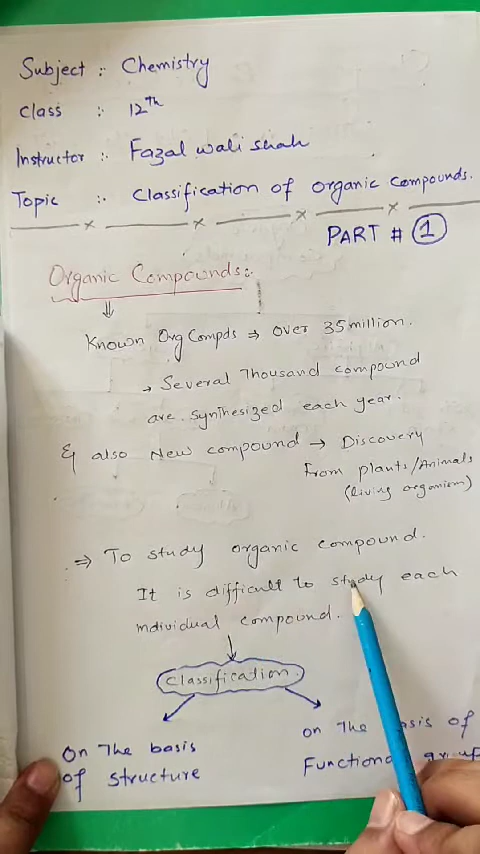 Subject :- Chemistry
Class :- 12th
Instructor :- Fazal wali shah
Topic :- Classification of organic compounds.
PART # 1
Organic Compounds:-
⇓
Known Org Compds ⇒ over 35 million.
→ Several Thousand compound
are synthesized each year.
& also New compound → Discovery
from plants/Animals
(living organism)
⇒ To study organic compound.
It is difficult to study each
individual compound.
↓
Classification.
On The basis
of structure
on The basis of
Functional group